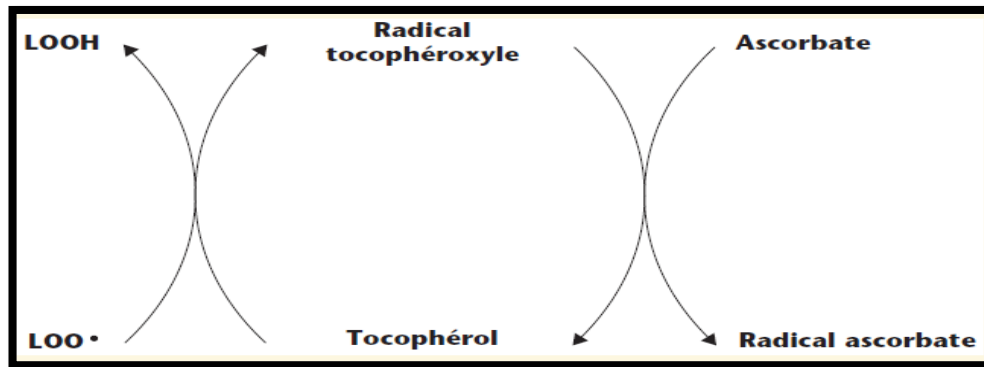 LOOH
Radical
tocophéroxyle
Ascorbate
LOO •
Tocophérol
Radical ascorbate